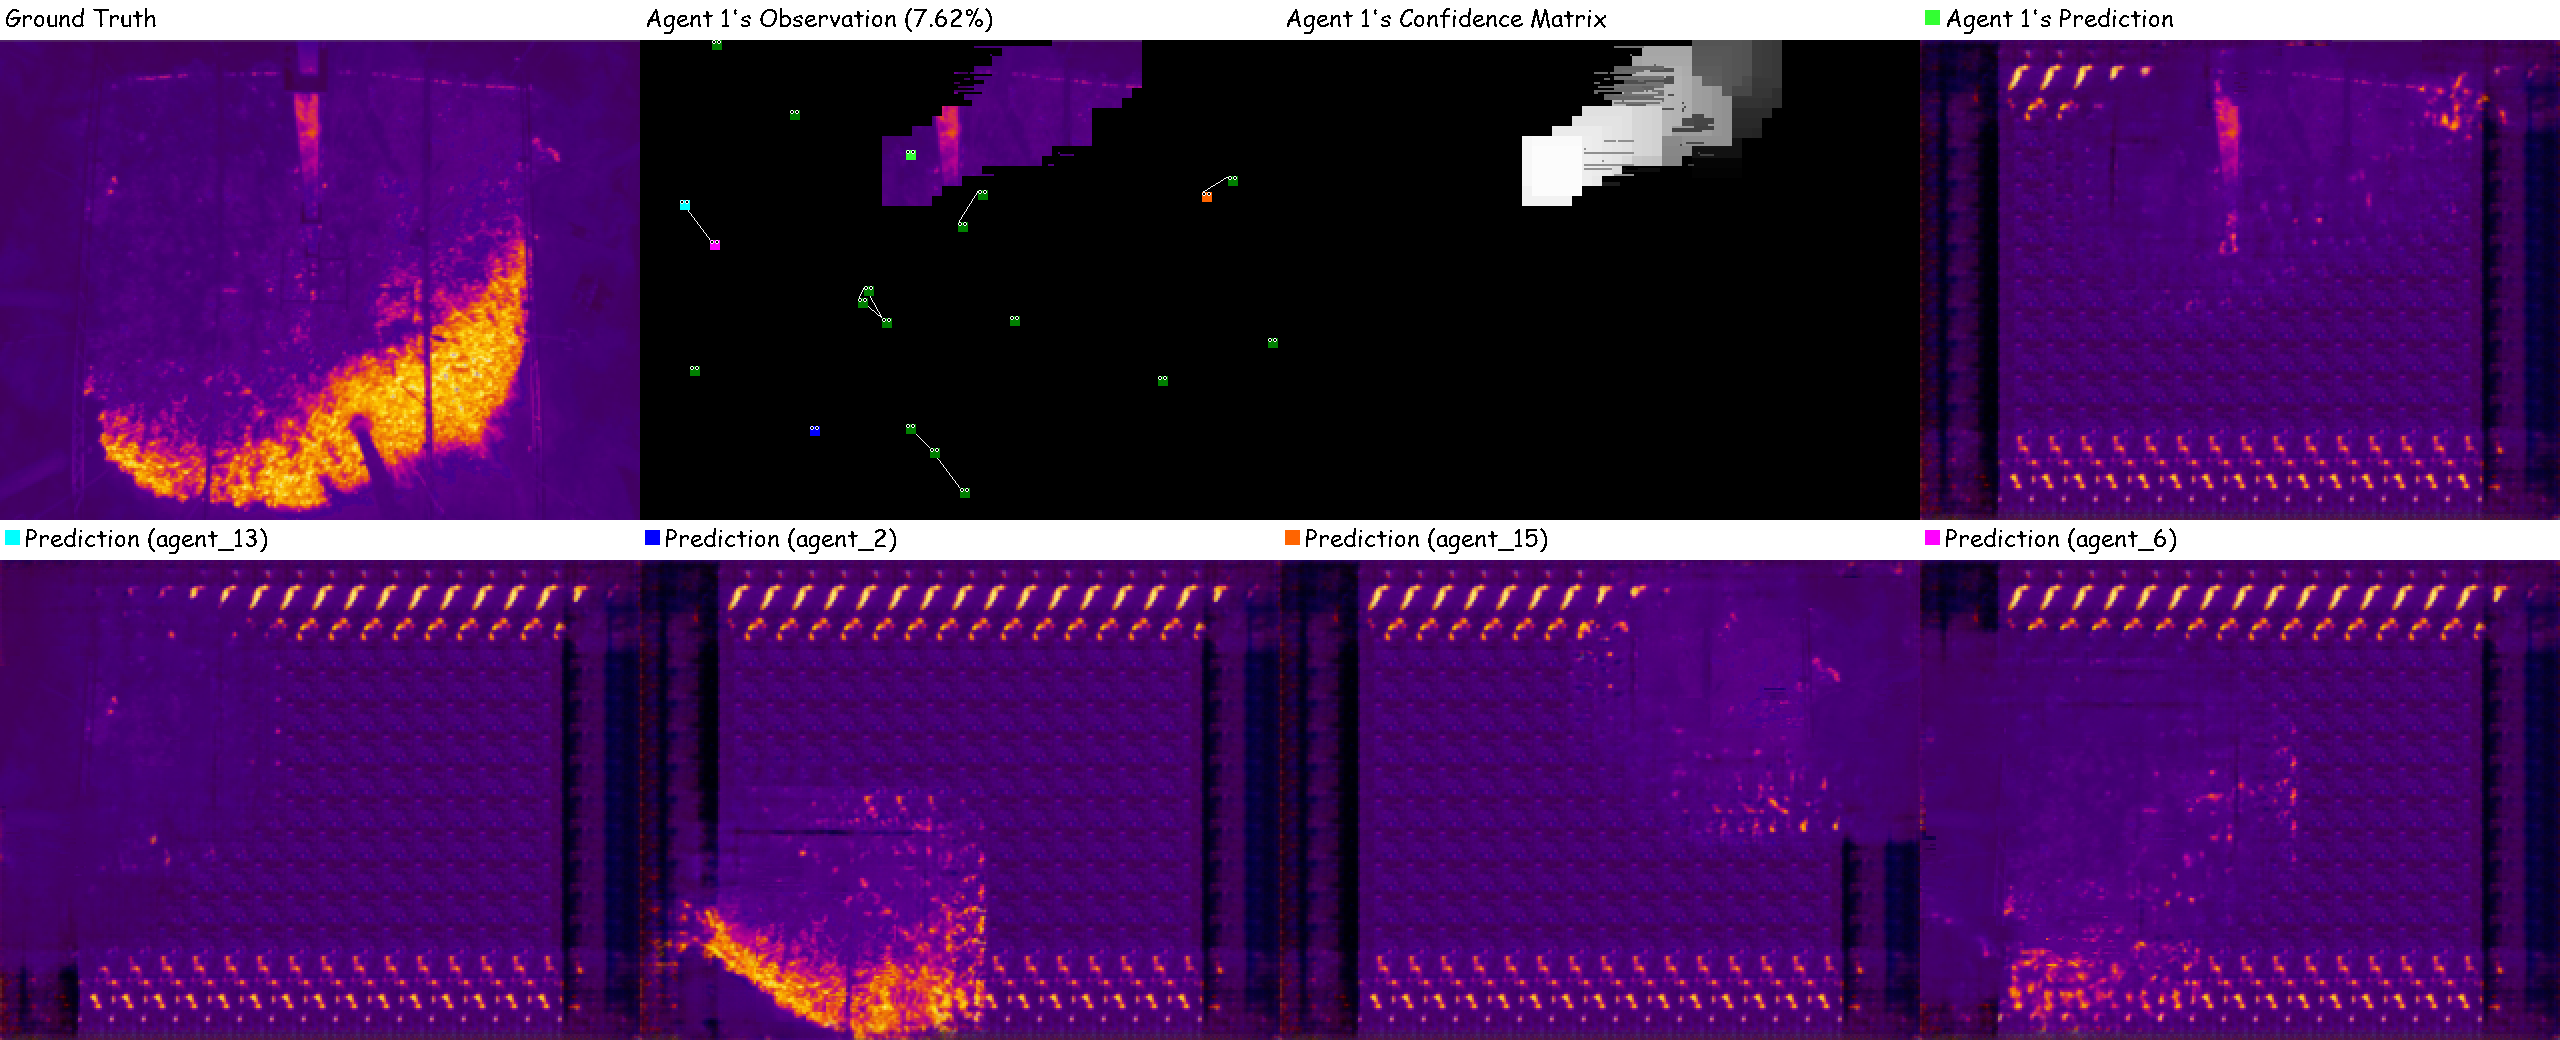 Ground Truth
Agent 1's Observation (7.62%)
Agent 1's Confidence Matrix
Agent 1's Prediction
Prediction (agent_13)
Prediction (agent_2)
Prediction (agent_15)
Prediction (agent_6)